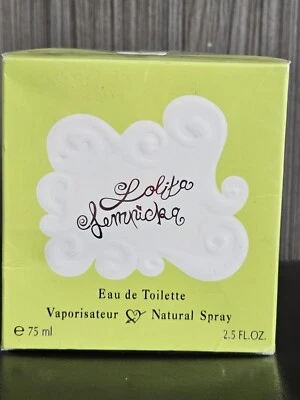 Lolita
Lempicka
Eau de Toilette
Vaporisateur Natural Spray
℮ 75 ml 2.5 FL.OZ.